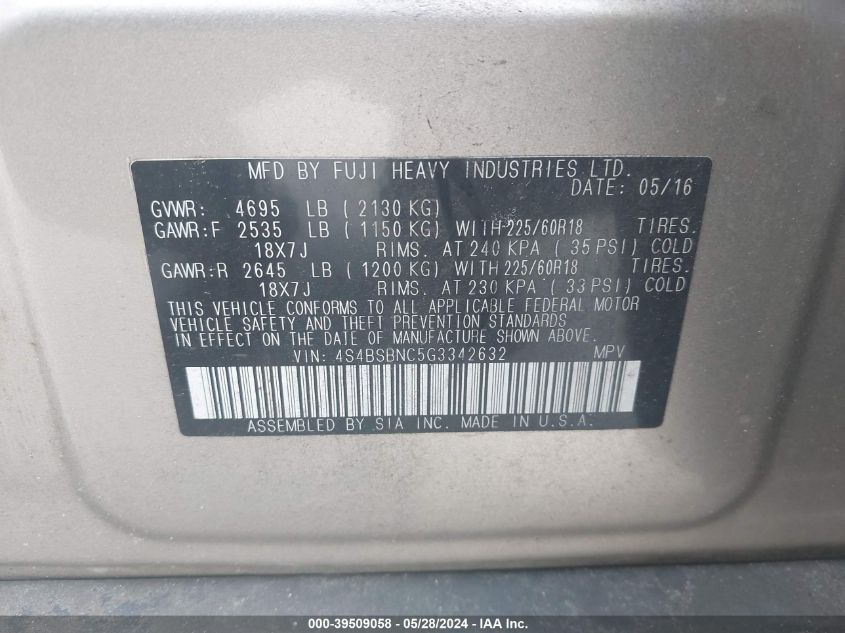 MFD BY FUJI HEAVY INDUSTRIES LTD.
DATE: 05/16
GVWR: 4695 LB ( 2130 KG)
GAWR:F 2535 LB ( 1150 KG) WITH 225/60R18 TIRES.
18X7J RIMS. AT 240 KPA ( 35 PSI) COLD
GAWR:R 2645 LB ( 1200 KG) WITH 225/60R18 TIRES.
18X7J RIMS. AT 230 KPA ( 33 PSI) COLD
THIS VEHICLE CONFORMS TO ALL APPLICABLE FEDERAL MOTOR
VEHICLE SAFETY AND THEFT PREVENTION STANDARDS
IN EFFECT ON THE DATE OF MANUFACTURE SHOWN ABOVE.
VIN: 4S4BSBNC5G3342632 MPV
ASSEMBLED BY SIA INC. MADE IN U.S.A.
000-39509058 - 05/28/2024 - IAA Inc.